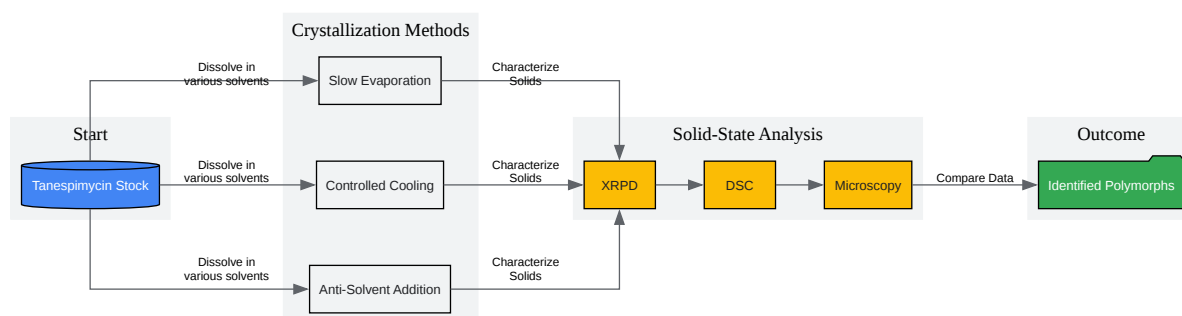 Crystallization Methods
Dissolve in
various solvents
Slow Evaporation
Characterize
Solids
Start
Tanespimycin Stock
Dissolve in
various solvents
Controlled Cooling
Characterize
Solids
Solid-State Analysis
XRPD
DSC
Microscopy
Compare Data
Outcome
Identified Polymorphs
Dissolve in
various solvents
Anti-Solvent Addition
Characterize
Solids